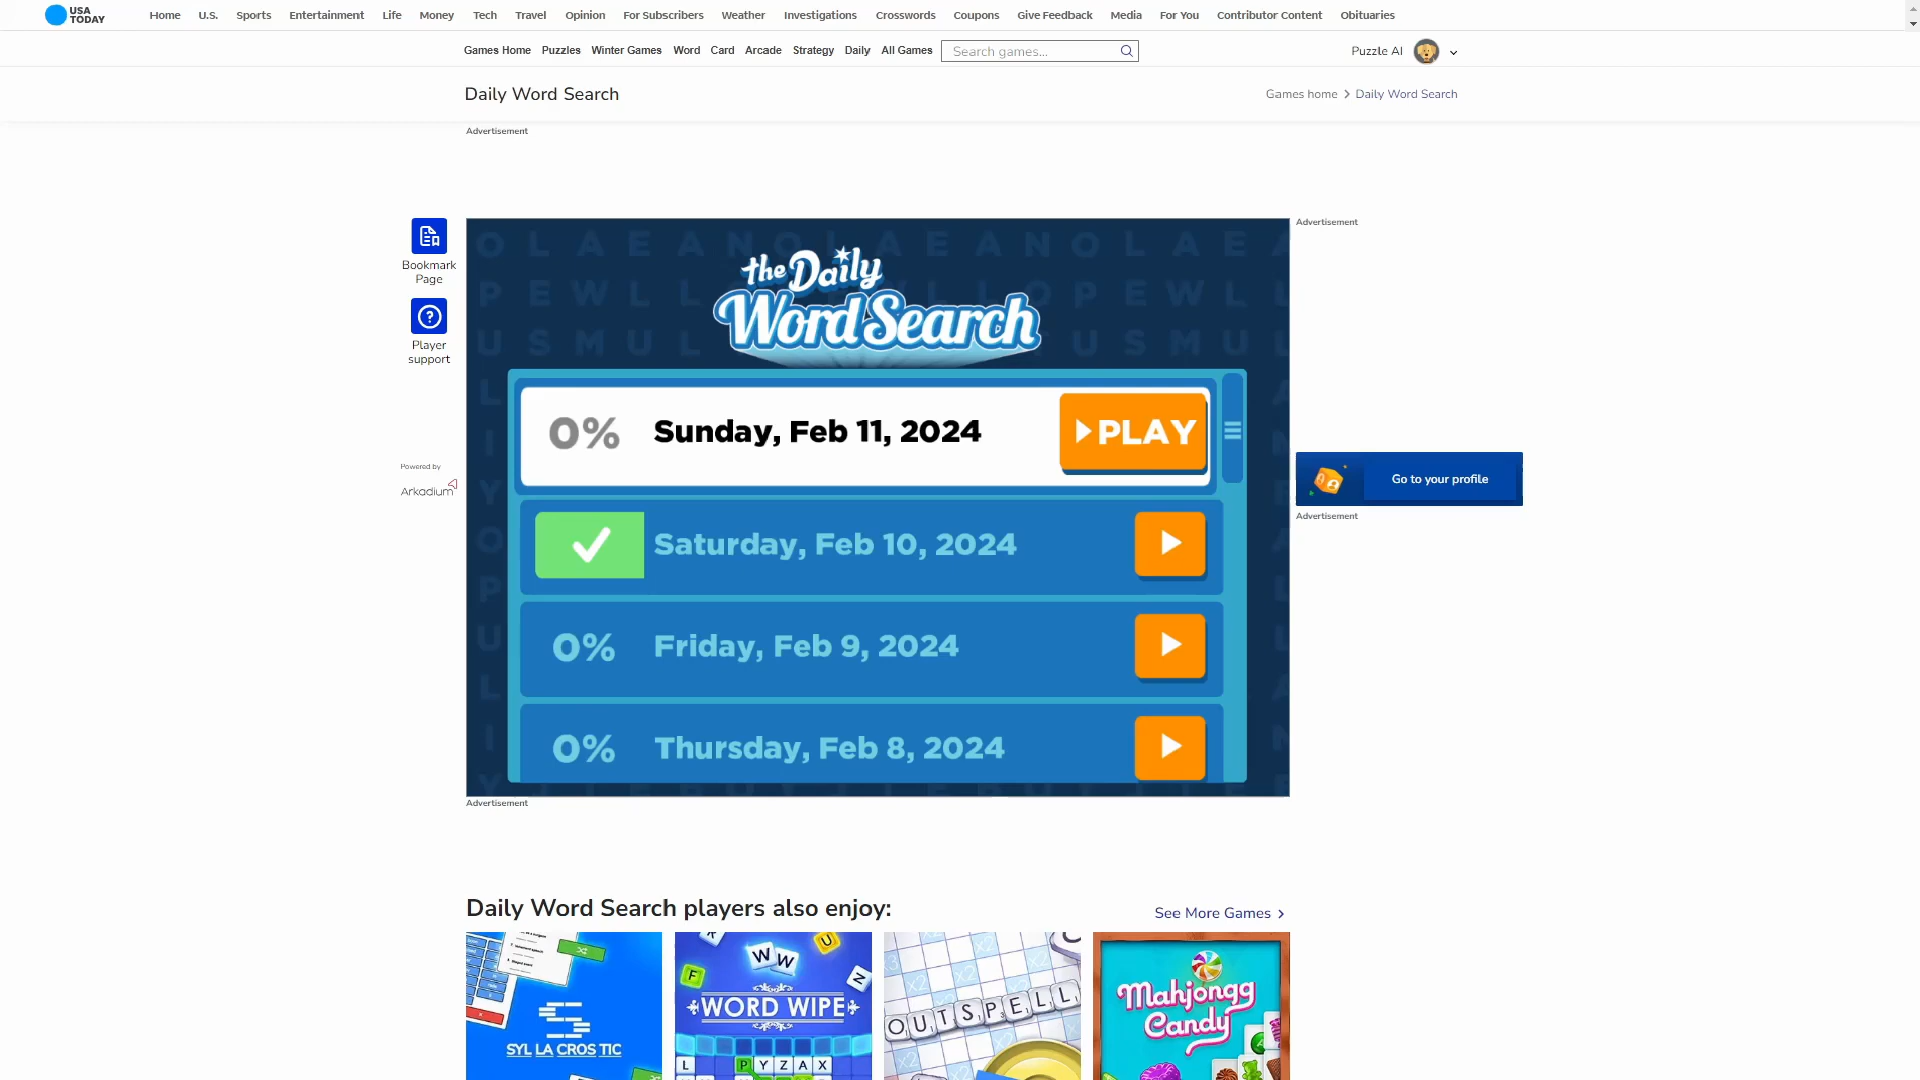 USA TODAY
Home U.S. Sports Entertainment Life Money Tech Travel Opinion For Subscribers Weather Investigations Crosswords Coupons Give Feedback Media For You Contributor Content Obituaries
Games Home Puzzles Winter Games Word Card Arcade Strategy Daily All Games Search games... Puzzle AI
Daily Word Search Games home Daily Word Search
Advertisement
Bookmark Page
Player support
Powered by
Arkadium
the Daily
WordSearch
0% Sunday, Feb 11, 2024 PLAY
Saturday, Feb 10, 2024
0% Friday, Feb 9, 2024
0% Thursday, Feb 8, 2024
Advertisement
Go to your profile
Advertisement
Advertisement
Daily Word Search players also enjoy: See More Games
SYL LA CROS TIC
WORD WIPE
L P Y Z A X
OUTSPELL
Mahjongg
Candy